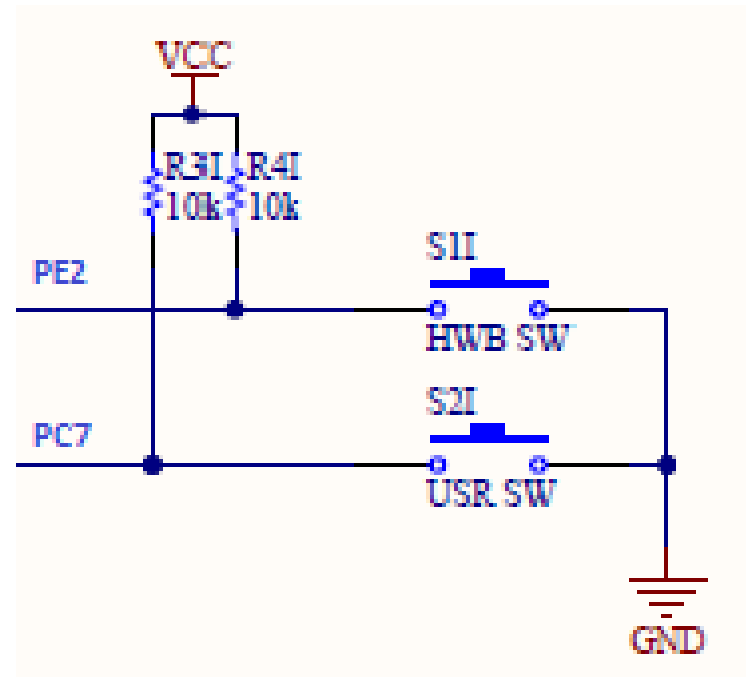 VCC
R3I R4I
10k 10k
PE2
S1I
HWB SW
PC7
S2I
USR SW
GND